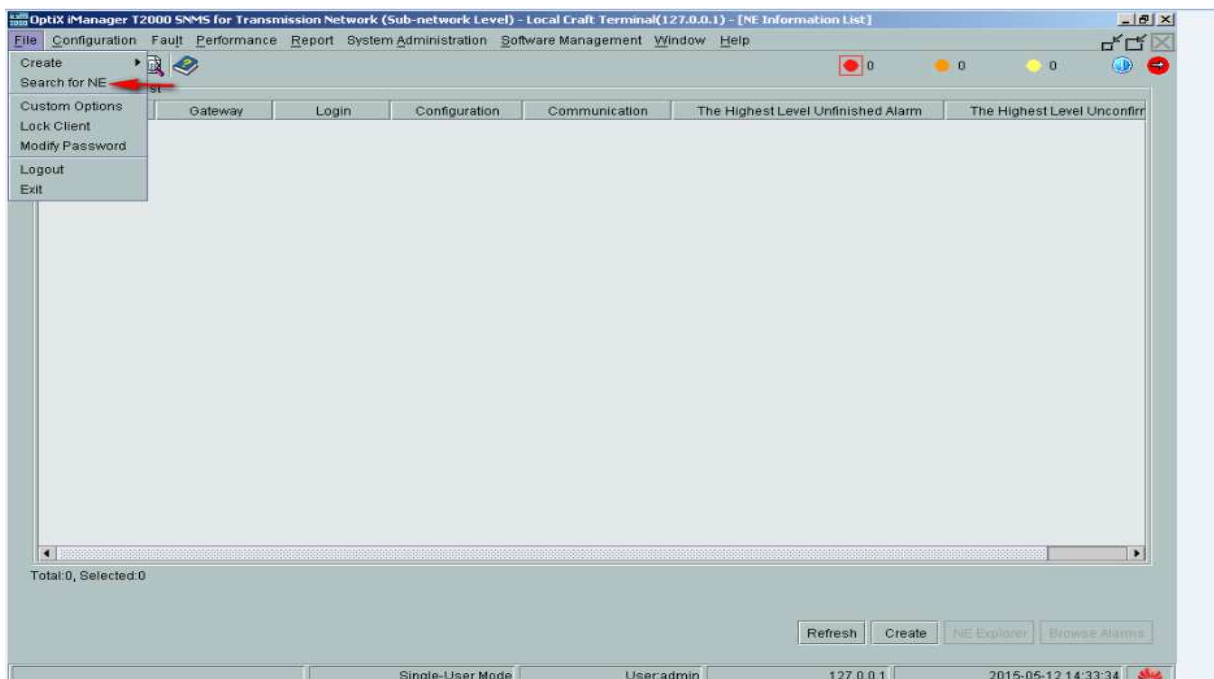 OptiX iManager T2000 SNMS for Transmission Network (Sub-network Level) - Local Craft Terminal(127.0.0.1) - [NE Information List]
File Configuration Fault Performance Report System Administration Software Management Window Help
Create
0 0 0
Search for NE
st
Custom Options
Gateway Login Configuration Communication The Highest Level Unfinished Alarm The Highest Level Unconfirr
Lock Client
Modify Password
Logout
Exit
Total:0, Selected:0
Refresh Create NE Explorer Browse Alarms
Single-User Mode User:admin 127.0.0.1 2015-05-12 14:33:34